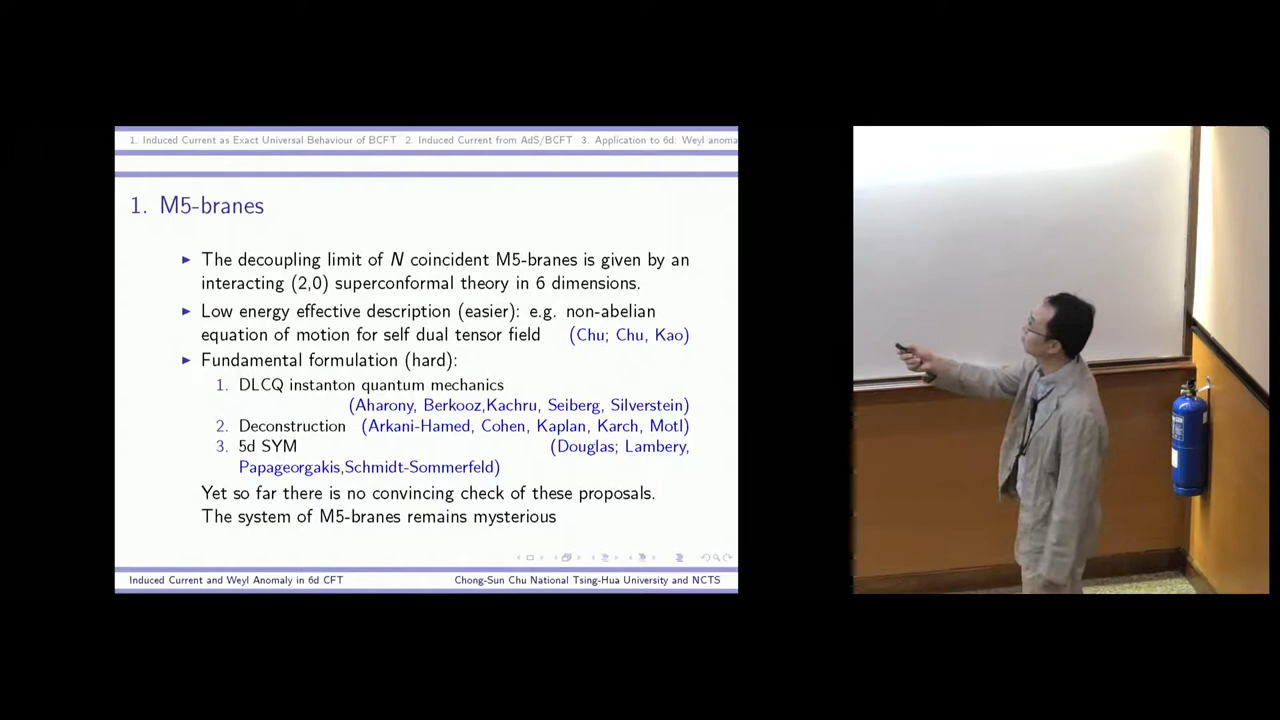 1. Induced Current as Exact Universal Behaviour of BCFT 2. Induced Current from AdS/BCFT 3. Application to 6d: Weyl anoma
1. M5-branes
► The decoupling limit of N coincident M5-branes is given by an
interacting (2,0) superconformal theory in 6 dimensions.
► Low energy effective description (easier): e.g. non-abelian
equation of motion for self dual tensor field (Chu; Chu, Kao)
► Fundamental formulation (hard):
1. DLCQ instanton quantum mechanics
(Aharony, Berkooz,Kachru, Seiberg, Silverstein)
2. Deconstruction (Arkani-Hamed, Cohen, Kaplan, Karch, Motl)
3. 5d SYM (Douglas; Lambery,
Papageorgakis,Schmidt-Sommerfeld)
Yet so far there is no convincing check of these proposals.
The system of M5-branes remains mysterious
Induced Current and Weyl Anomaly in 6d CFT Chong-Sun Chu National Tsing-Hua University and NCTS